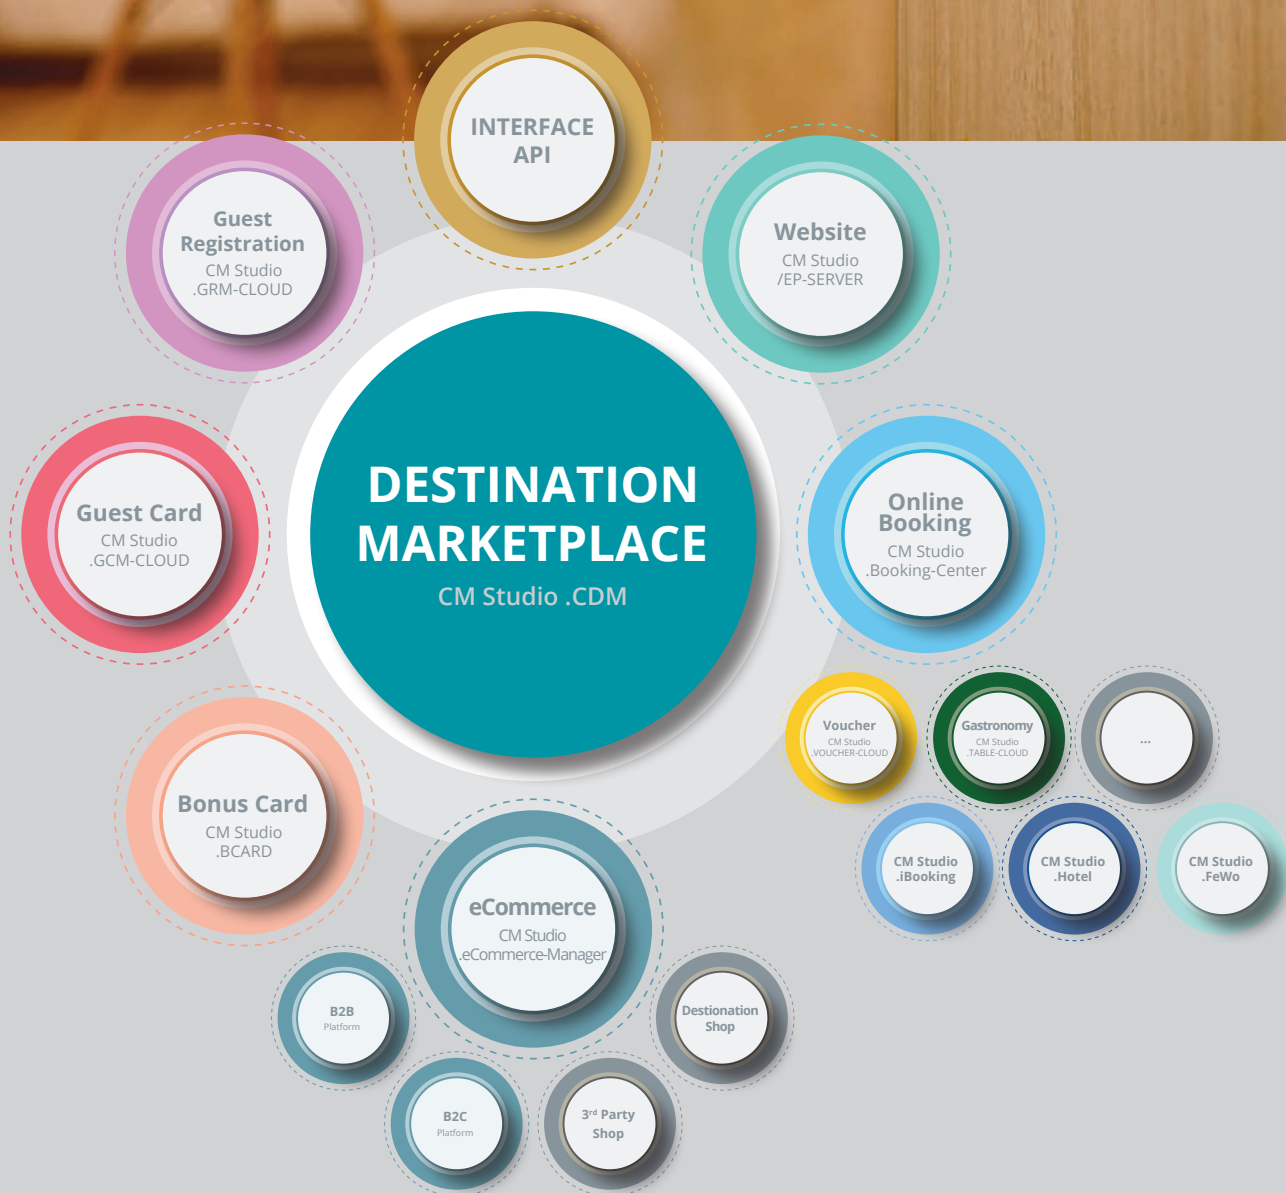 INTERFACE
API
Guest
Registration
CM Studio
.GRM-CLOUD
Website
CM Studio
/EP-SERVER
DESTINATION
MARKETPLACE
CM Studio .CDM
Guest Card
CM Studio
.GCM-CLOUD
Online
Booking
CM Studio
.Booking-Center
Voucher
CM Studio
.VOUCHER-CLOUD
Gastronomy
CM Studio
.TABLE-CLOUD
...
CM Studio
.iBooking
CM Studio
.Hotel
CM Studio
.FeWo
Bonus Card
CM Studio
.BCARD
eCommerce
CM Studio
.eCommerce-Manager
B2B
Platform
B2C
Platform
3rd Party
Shop
Destionation
Shop